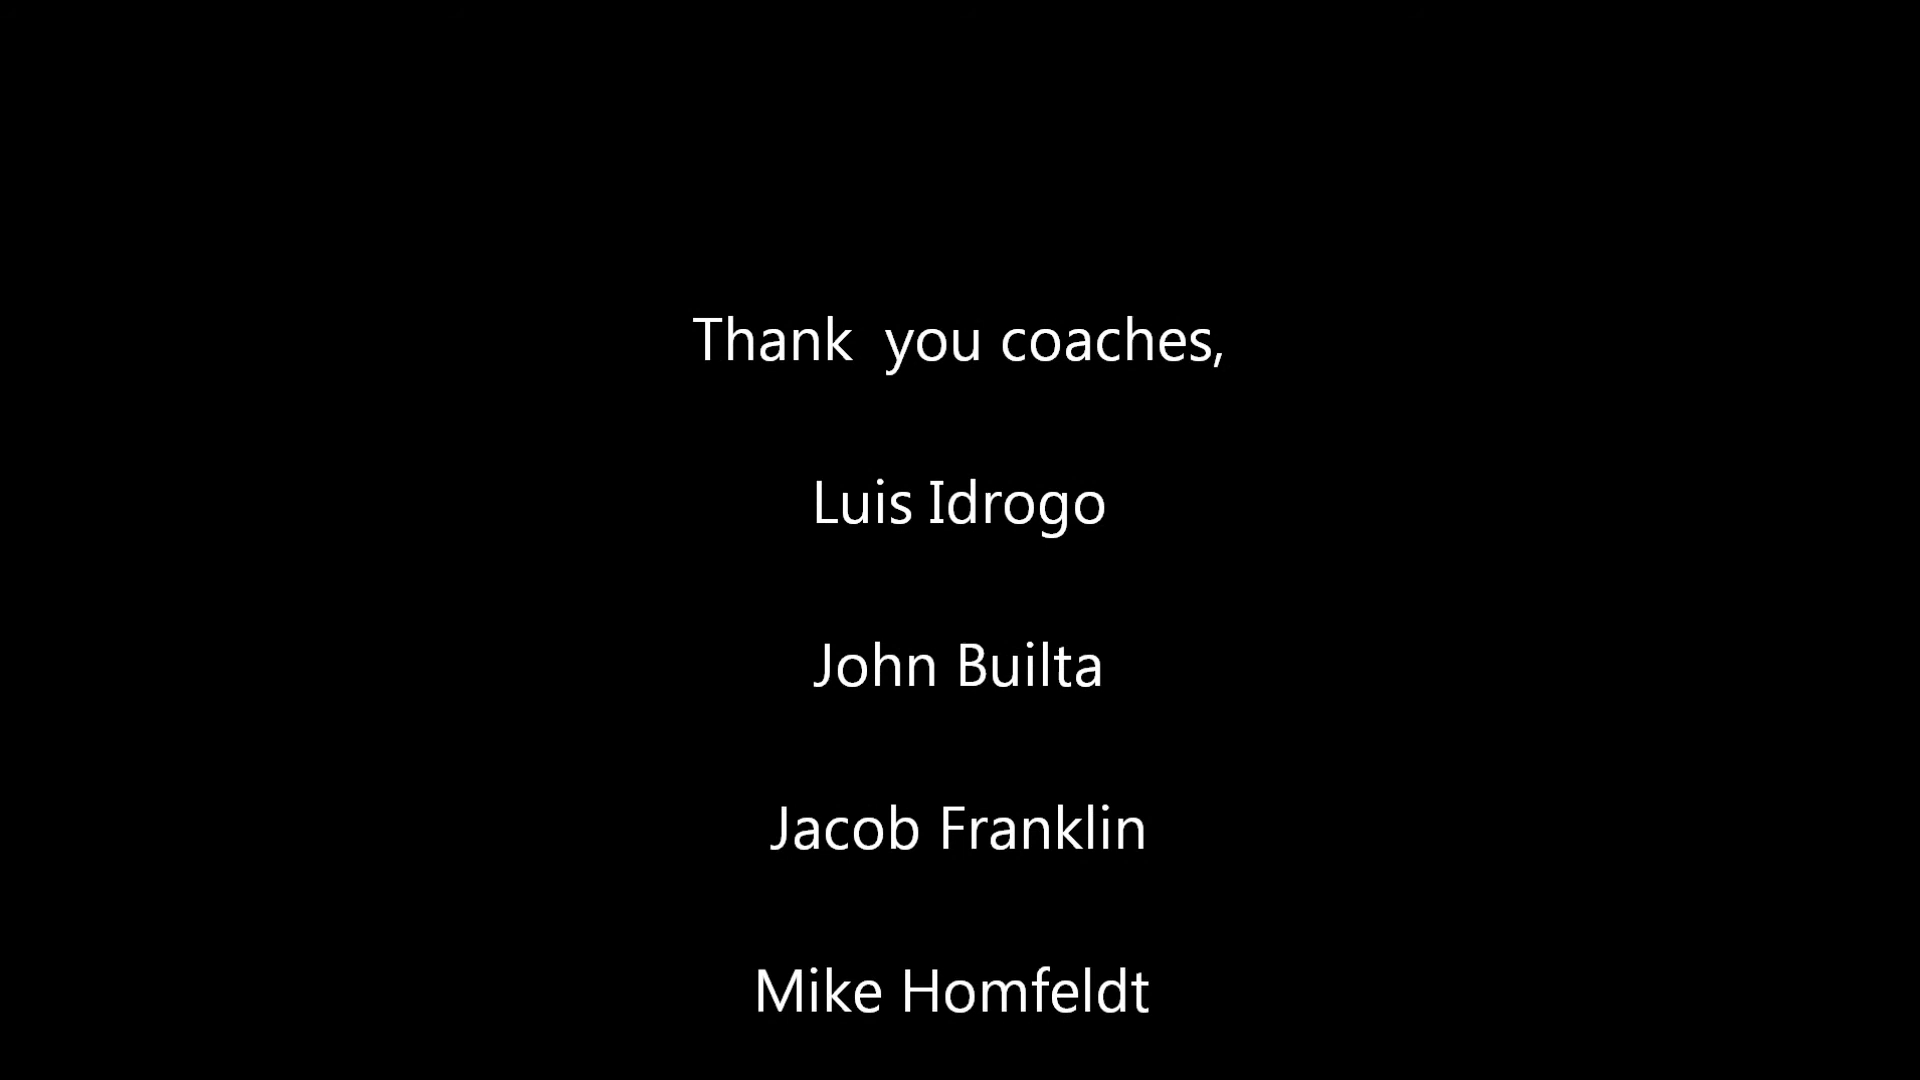 Thank  you coaches,
Luis Idrogo
John Builta
Jacob Franklin
Mike Homfeldt